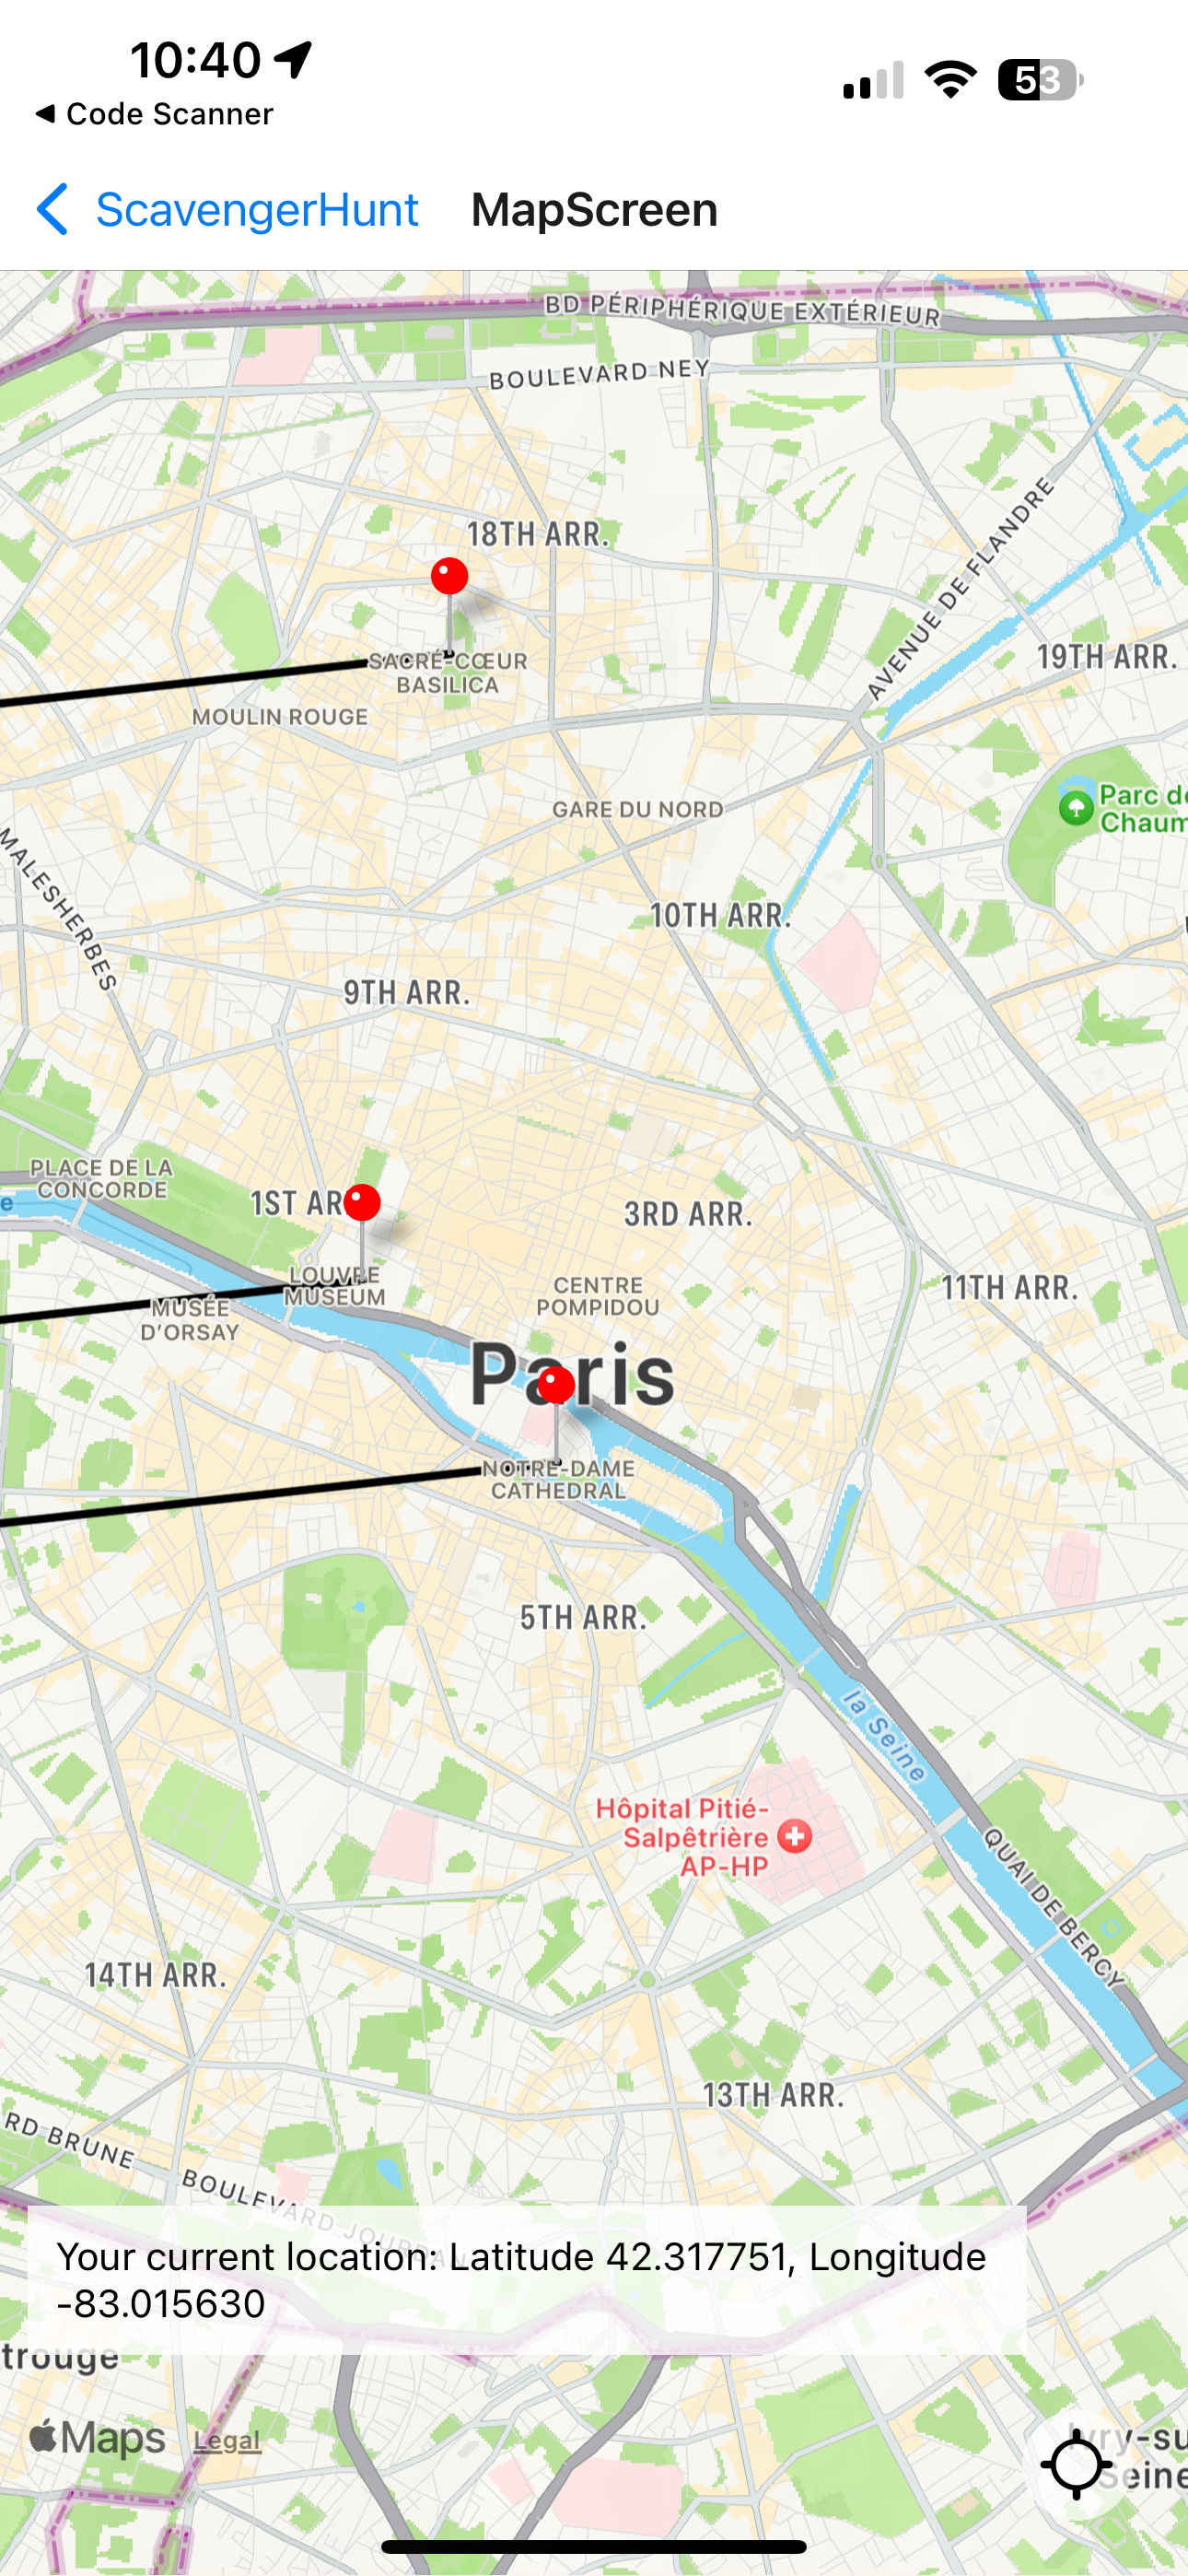 10:40
53
◀ Code Scanner
ScavengerHunt
MapScreen
BD PÉRIPHÉRIQUE EXTÉRIEUR
BOULEVARD NEY
18TH ARR.
AVENUE DE FLANDRE
19TH ARR.
SACRÉ-CŒUR
BASILICA
MOULIN ROUGE
GARE DU NORD
Parc d
Chaum
MALESHERBES
10TH ARR.
9TH ARR.
PLACE DE LA
CONCORDE
e
1ST AR
3RD ARR.
LOUVRE
MUSEUM
MUSÉE
D'ORSAY
CENTRE
POMPIDOU
11TH ARR.
Paris
NOTRE-DAME
CATHEDRAL
5TH ARR.
la Seine
Hôpital Pitié-
Salpêtrière
AP-HP
QUAI DE BERCY
14TH ARR.
13TH ARR.
RD BRUNE
BOULEVARD JOURDAN
Your current location: Latitude 42.317751, Longitude
-83.015630
trouge
Maps
Legal
Ivry-su
Seine